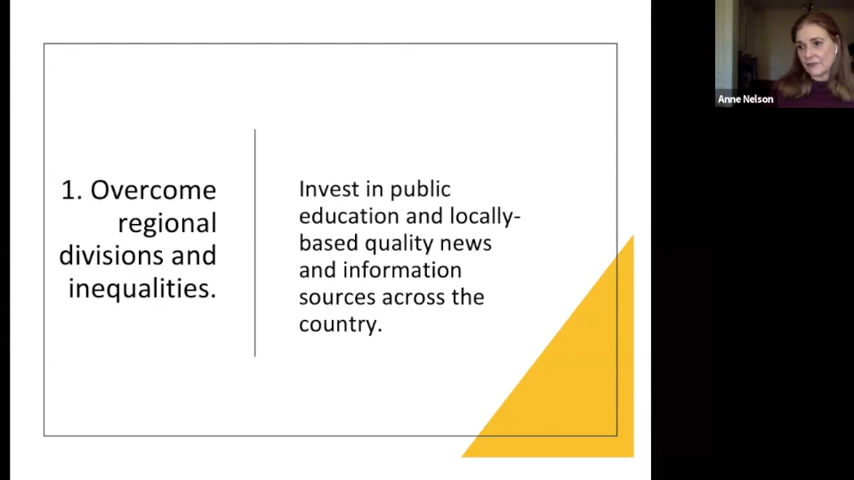 1. Overcome
regional
divisions and
inequalities.
Invest in public
education and locally-
based quality news
and information
sources across the
country.
Anne Nelson